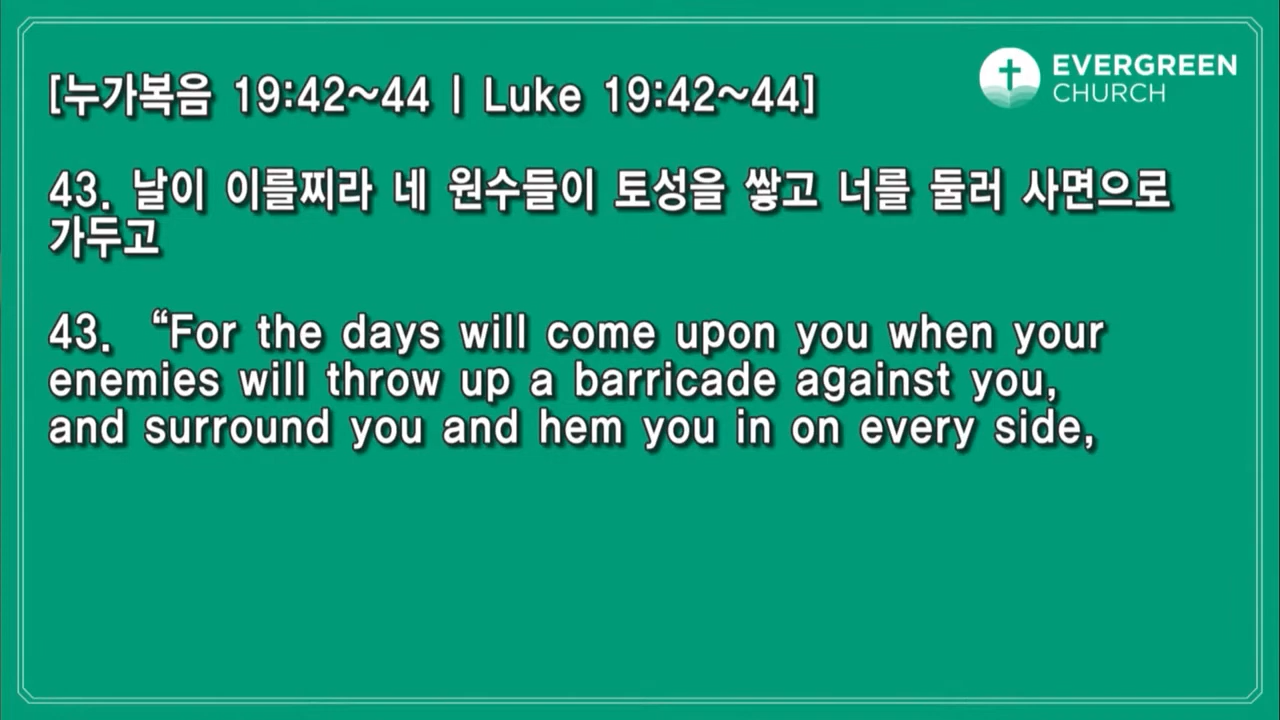 [누가복음 19:42~44 | Luke 19:42~44]
EVERGREEN
CHURCH
43. 날이 이를찌라 네 원수들이 토성을 쌓고 너를 둘러 사면으로
가두고
43. “For the days will come upon you when your
enemies will throw up a barricade against you,
and surround you and hem you in on every side,